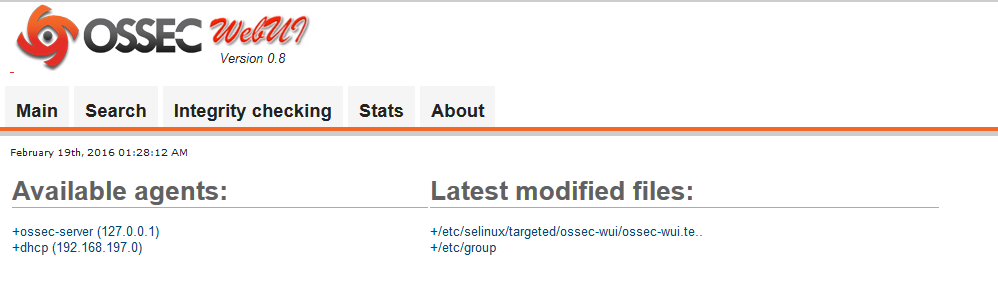 OSSEC WebUI
Version 0.8
Main Search Integrity checking Stats About
February 19th, 2016 01:28:12 AM
Available agents: Latest modified files:
+ossec-server (127.0.0.1) +/etc/selinux/targeted/ossec-wui/ossec-wui.te..
+dhcp (192.168.197.0) +/etc/group